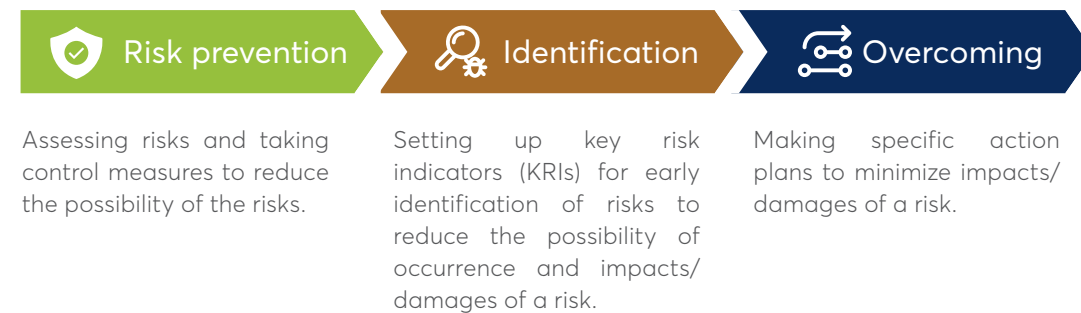 Risk prevention
Assessing risks and taking
control measures to reduce
the possibility of the risks.
Identification
Setting up key risk
indicators (KRIs) for early
identification of risks to
reduce the possibility of
occurrence and impacts/
damages of a risk.
Overcoming
Making specific action
plans to minimize impacts/
damages of a risk.